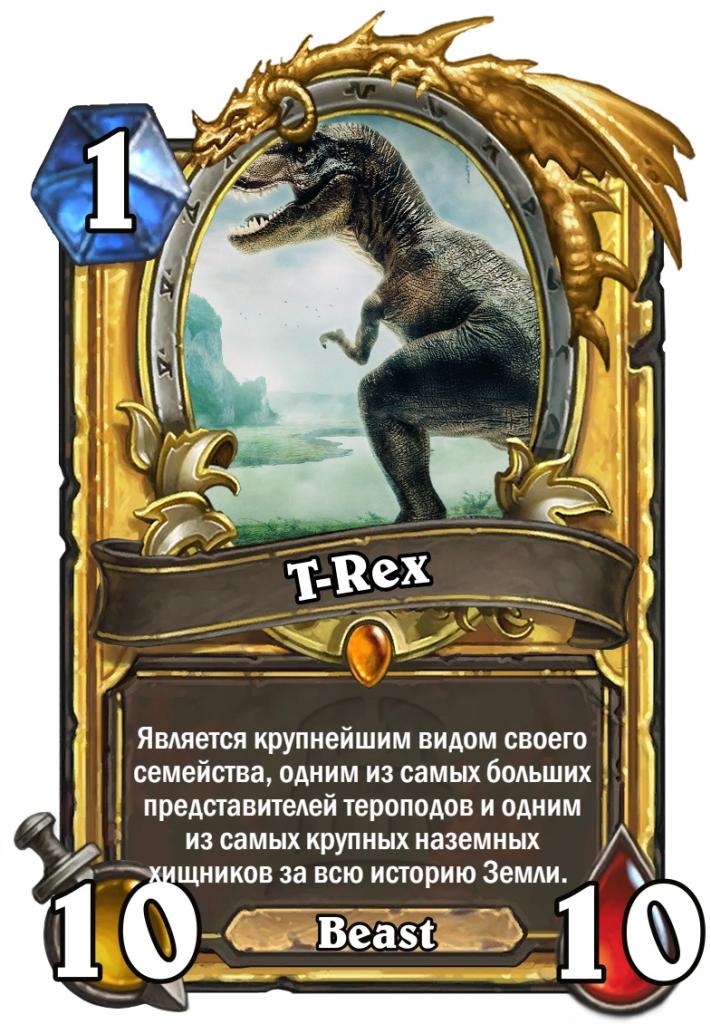 1
T-Rex
Является крупнейшим видом своего
семейства, одним из самых больших
представителей тероподов и одним
из самых крупных наземных
хищников за всю историю Земли.
10
Beast
10